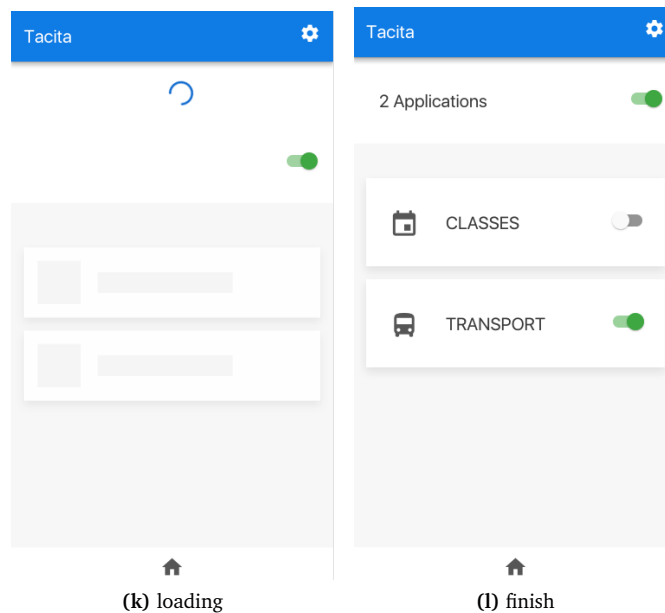 Tacita
Tacita
2 Applications
CLASSES
TRANSPORT
(k) loading
(l) finish